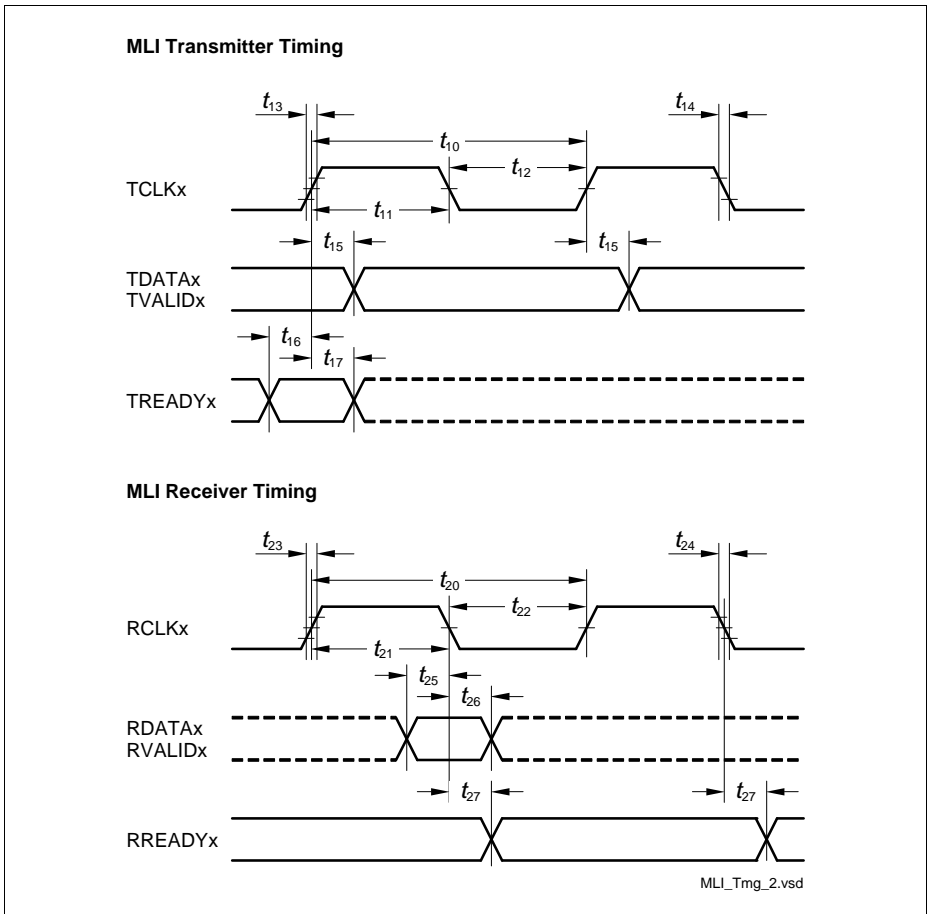 MLI Transmitter Timing
t13
t14
t10
t12
TCLKx
t11
t15
t15
TDATAx
TVALIDx
t16
t17
TREADYx
MLI Receiver Timing
t23
t24
t20
t22
RCLKx
t21
t25
t26
RDATAx
RVALIDx
t27
t27
RREADYx
MLI_Tmg_2.vsd